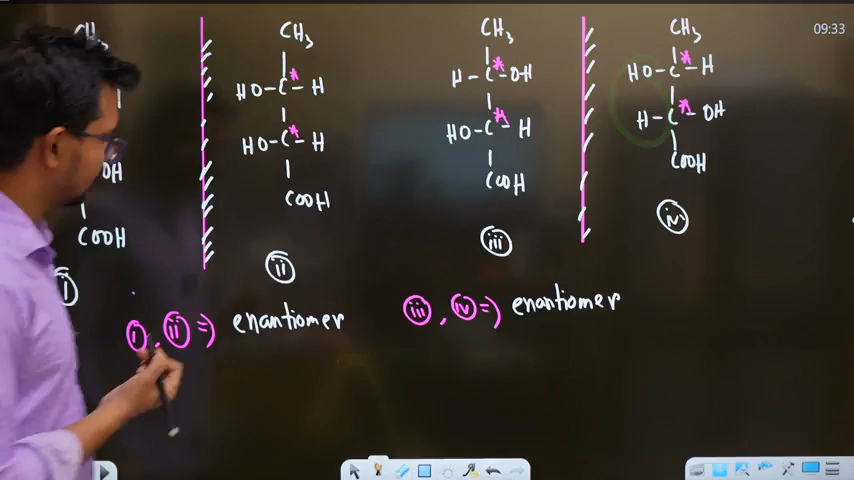 09:33
CH3
HO-C*-H
HO-C*-H
COOH
ii
CH3
H-C*-OH
HO-C*-H
COOH
iii
CH3
HO-C*-H
H-C*-OH
COOH
iv
OH
COOH
i
i, ii => enantiomer
iii, iv => enantiomer